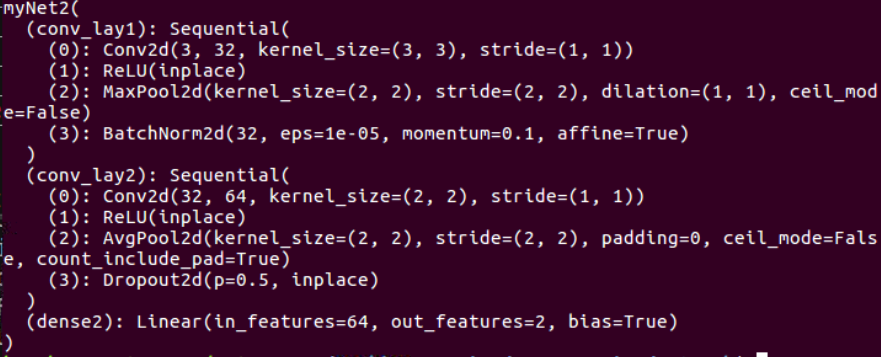 myNet2(
  (conv_lay1): Sequential(
    (0): Conv2d(3, 32, kernel_size=(3, 3), stride=(1, 1))
    (1): ReLU(inplace)
    (2): MaxPool2d(kernel_size=(2, 2), stride=(2, 2), dilation=(1, 1), ceil_mod
e=False)
    (3): BatchNorm2d(32, eps=1e-05, momentum=0.1, affine=True)
  )
  (conv_lay2): Sequential(
    (0): Conv2d(32, 64, kernel_size=(2, 2), stride=(1, 1))
    (1): ReLU(inplace)
    (2): AvgPool2d(kernel_size=(2, 2), stride=(2, 2), padding=0, ceil_mode=Fals
e, count_include_pad=True)
    (3): Dropout2d(p=0.5, inplace)
  )
  (dense2): Linear(in_features=64, out_features=2, bias=True)
)